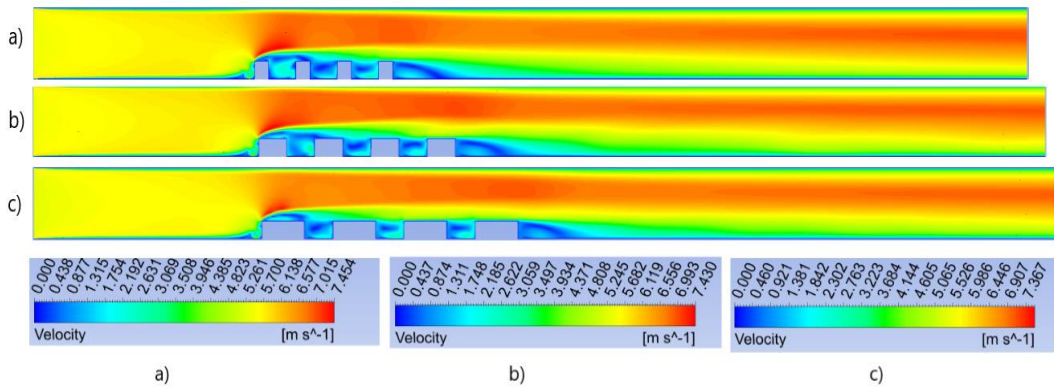 a)
b)
c)
0.000 0.438 0.877 1.315 1.754 2.192 2.631 3.069 3.508 3.946 4.385 4.823 5.261 5.700 6.138 6.577 7.015 7.454
Velocity [m s^-1]
0.000 0.437 0.874 1.311 1.748 2.185 2.622 3.059 3.497 3.934 4.371 4.808 5.245 5.682 6.119 6.556 6.993 7.430
Velocity [m s^-1]
0.000 0.460 0.921 1.381 1.842 2.302 2.763 3.223 3.684 4.144 4.605 5.065 5.526 5.986 6.446 6.907 7.367
Velocity [m s^-1]
a)
b)
c)